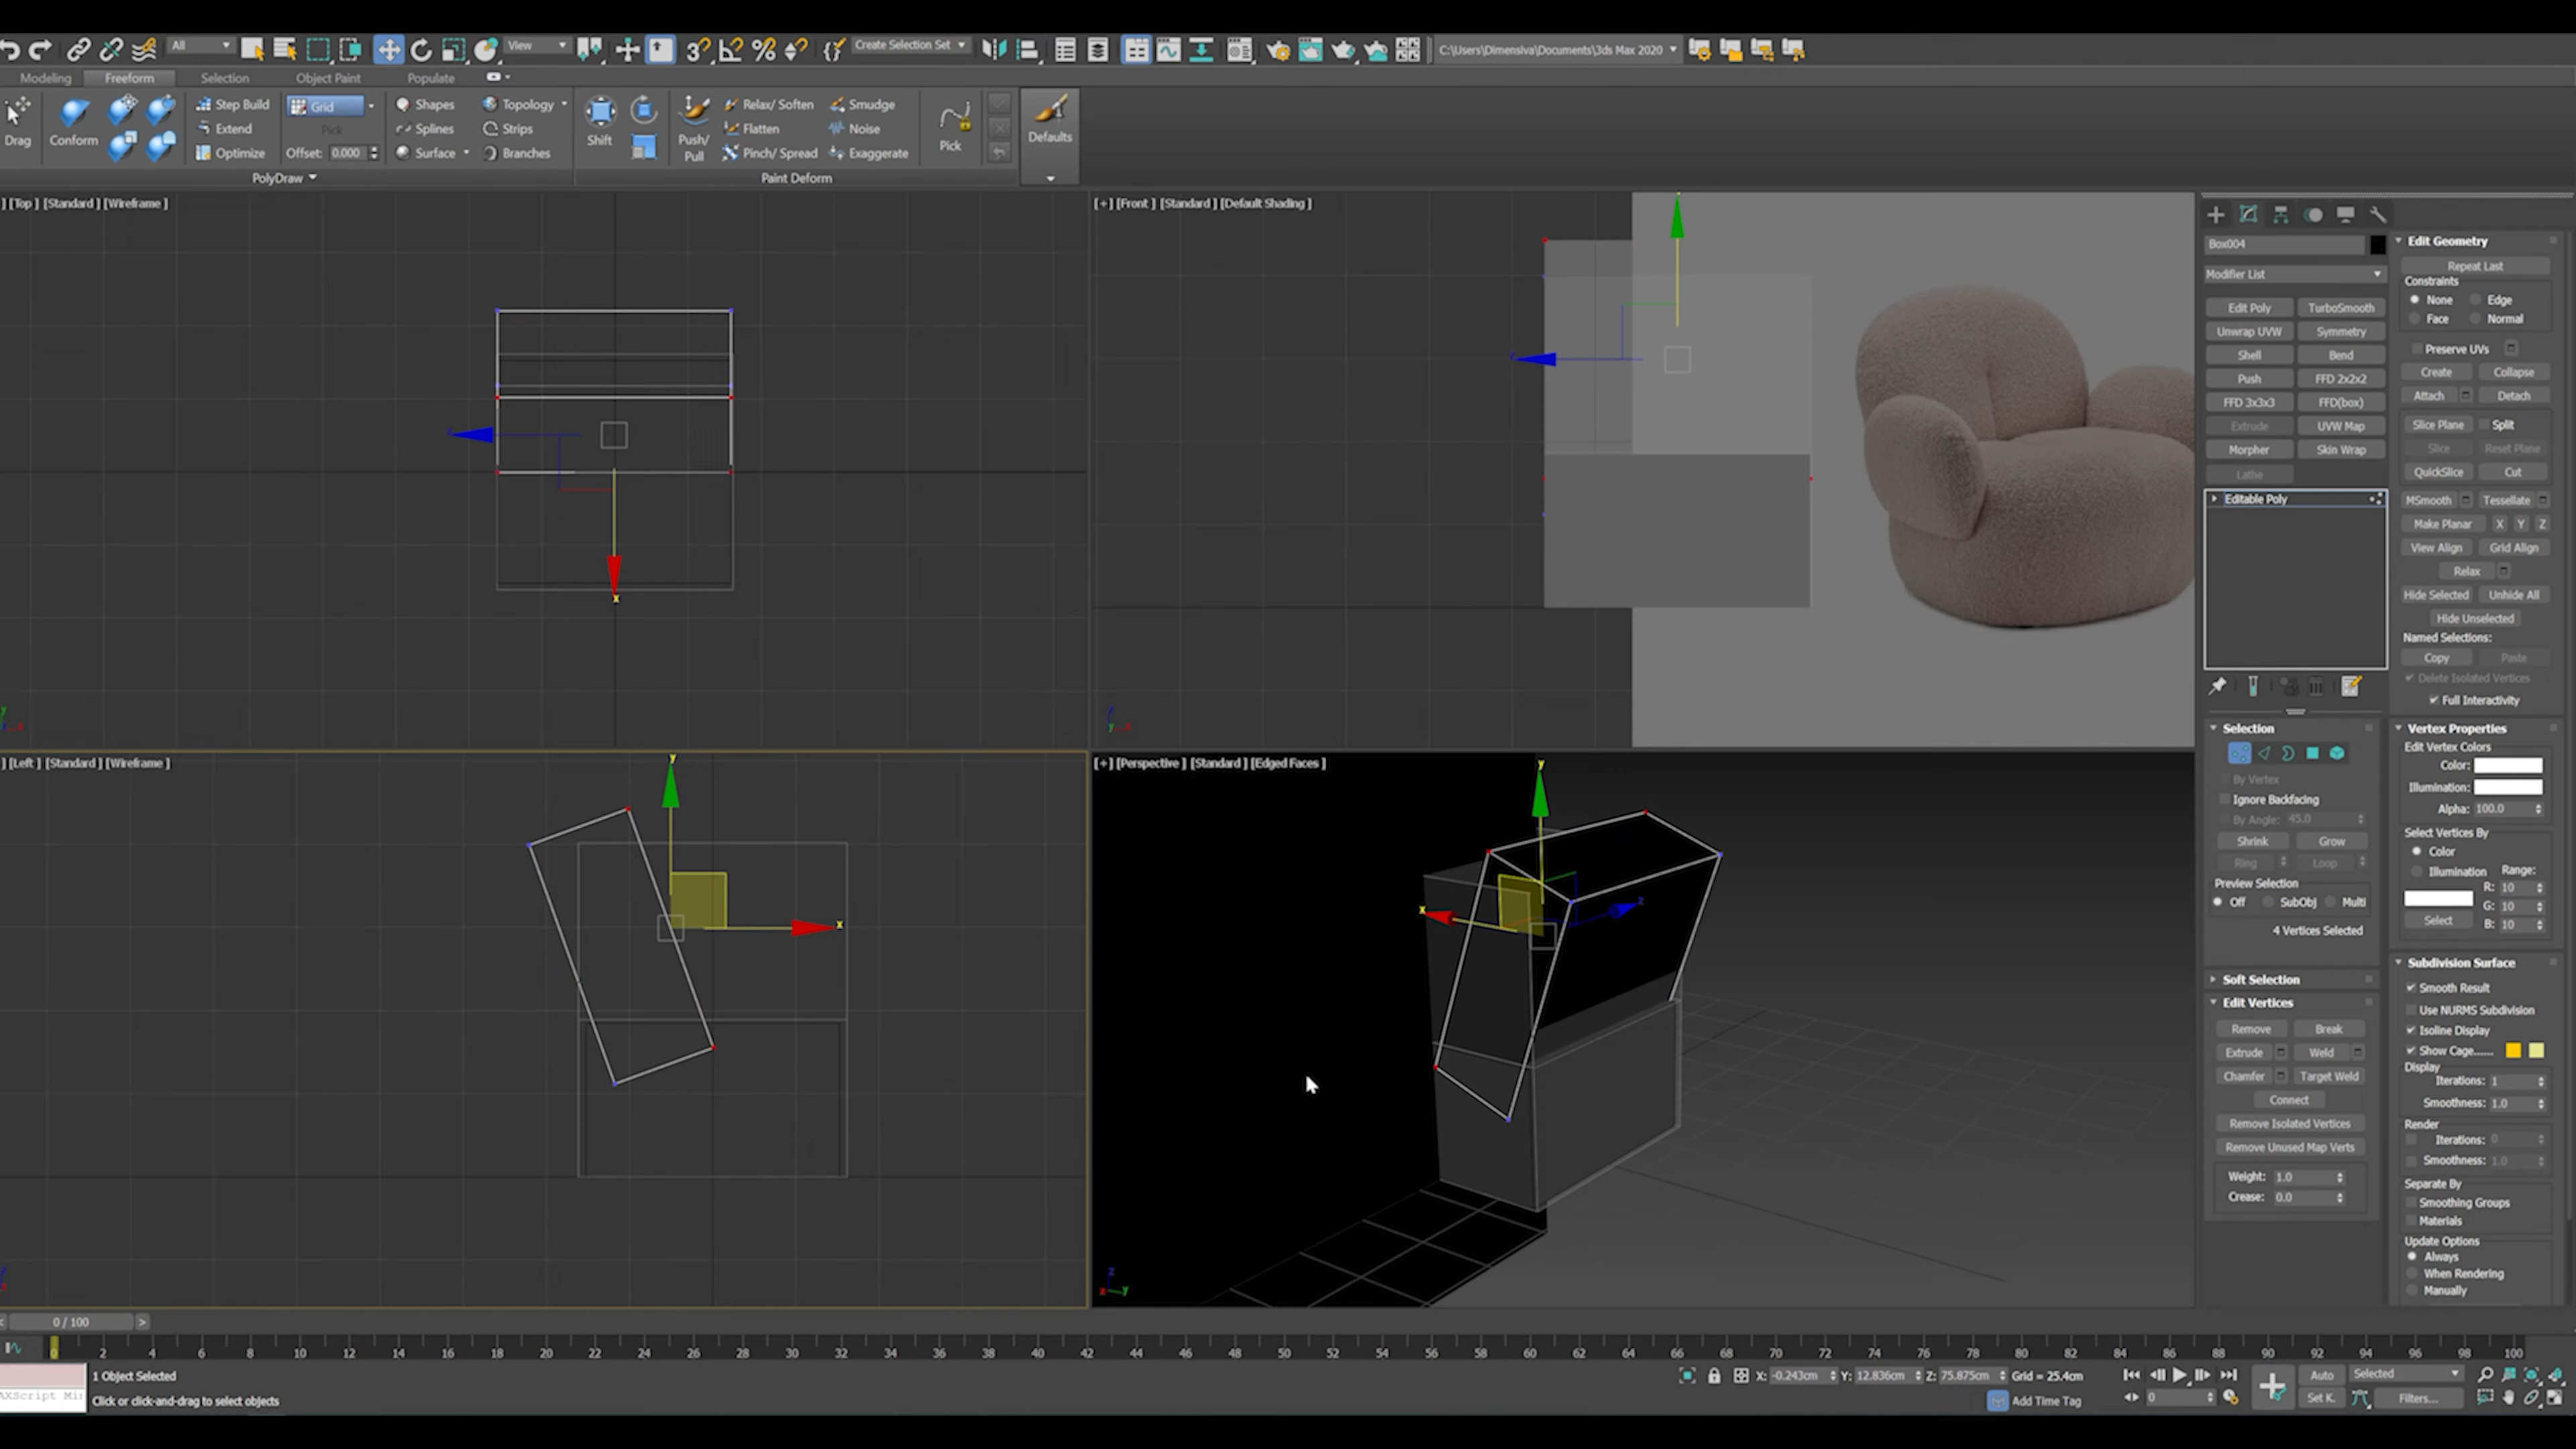 All
View
Create Selection Set
C:\Users\Dimensiva\Documents\3ds Max 2020
Modeling Freeform Selection Object Paint Populate
Drag Conform Step Build Extend Optimize
Grid Pick Offset: 0.000
Shapes Splines Surface
Topology Strips Branches
PolyDraw
Shift Push/ Pull
Relax/ Soften Flatten Pinch/ Spread
Smudge Noise Exaggerate
Pick
Paint Deform
Defaults
] [Top ] [Standard ] [Wireframe ]
[+] [Front ] [Standard ] [Default Shading ]
] [Left ] [Standard ] [Wireframe ]
[+] [Perspective ] [Standard ] [Edged Faces ]
Box004
Modifier List
Edit Poly TurboSmooth
Unwrap UVW Symmetry
Shell Bend
Push FFD 2x2x2
FFD 3x3x3 FFD(box)
Extrude UVW Map
Morpher Skin Wrap
Lathe
Editable Poly
Selection
By Vertex
Ignore Backfacing
By Angle: 45.0
Shrink Grow
Ring Loop
Preview Selection
Off SubObj Multi
4 Vertices Selected
Soft Selection
Edit Vertices
Remove Break
Extrude Weld
Chamfer Target Weld
Connect
Remove Isolated Vertices
Remove Unused Map Verts
Weight: 1.0
Crease: 0.0
Edit Geometry
Repeat Last
Constraints
None Edge
Face Normal
Preserve UVs
Create Collapse
Attach Detach
Slice Plane Split
Slice Reset Plane
QuickSlice Cut
MSmooth Tessellate
Make Planar X Y Z
View Align Grid Align
Relax
Hide Selected Unhide All
Hide Unselected
Named Selections:
Copy Paste
Delete Isolated Vertices
Full Interactivity
Vertex Properties
Edit Vertex Colors
Color:
Illumination:
Alpha: 100.0
Select Vertices By
Color
Illumination Range:
R: 10
G: 10
Select B: 10
Subdivision Surface
Smooth Result
Use NURMS Subdivision
Isoline Display
Show Cage......
Display
Iterations: 1
Smoothness: 1.0
Render
Iterations: 0
Smoothness: 1.0
Separate By
Smoothing Groups
Materials
Update Options
Always
When Rendering
Manually
< 0 / 100 >
0 2 4 6 8 10 12 14 16 18 20 22 24 26 28 30 32 34 36 38 40 42 44 46 48 50 52 54 56 58 60 62 64 66 68 70 72 74 76 78 80 82 84 86 88 90 92 94 96 98 100
1 Object Selected
X: -0.243cm Y: 12.836cm Z: 75.875cm Grid = 25.4cm
Auto Selected
AXScript Mi
Click or click-and-drag to select objects
Add Time Tag
0
Set K. Filters...